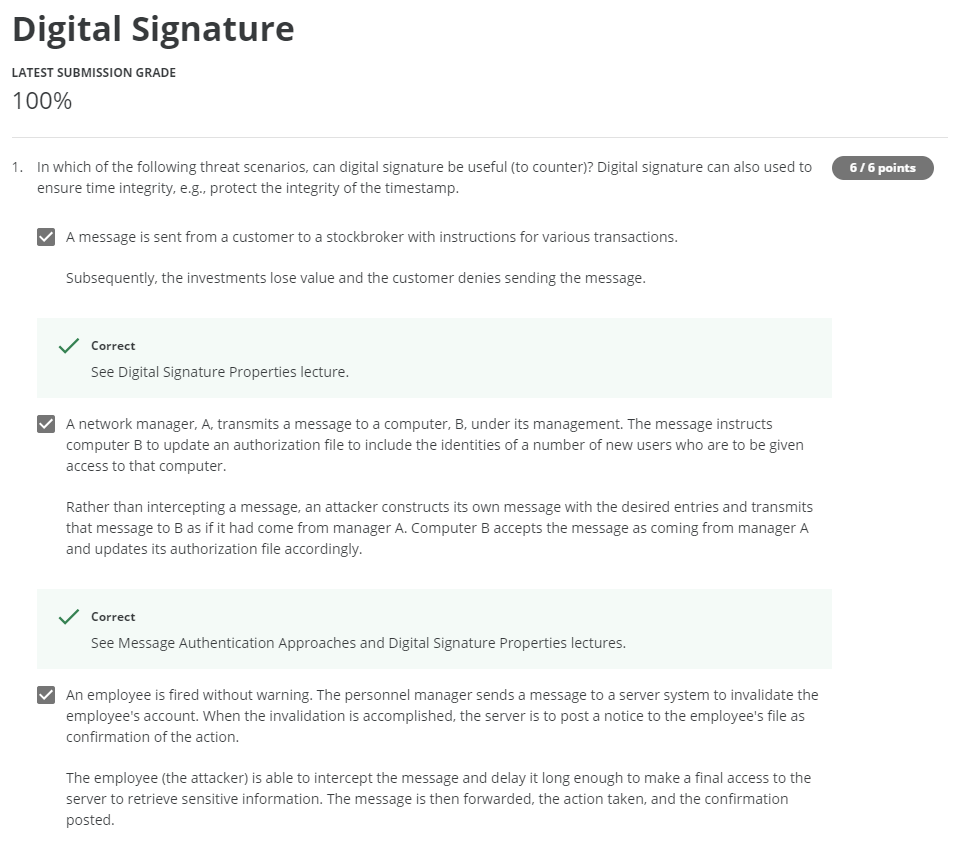 Digital Signature
LATEST SUBMISSION GRADE
100%
1. In which of the following threat scenarios, can digital signature be useful (to counter)? Digital signature can also used to
ensure time integrity, e.g., protect the integrity of the timestamp.
6 / 6 points
A message is sent from a customer to a stockbroker with instructions for various transactions.
Subsequently, the investments lose value and the customer denies sending the message.
Correct
See Digital Signature Properties lecture.
A network manager, A, transmits a message to a computer, B, under its management. The message instructs
computer B to update an authorization file to include the identities of a number of new users who are to be given
access to that computer.
Rather than intercepting a message, an attacker constructs its own message with the desired entries and transmits
that message to B as if it had come from manager A. Computer B accepts the message as coming from manager A
and updates its authorization file accordingly.
Correct
See Message Authentication Approaches and Digital Signature Properties lectures.
An employee is fired without warning. The personnel manager sends a message to a server system to invalidate the
employee's account. When the invalidation is accomplished, the server is to post a notice to the employee's file as
confirmation of the action.
The employee (the attacker) is able to intercept the message and delay it long enough to make a final access to the
server to retrieve sensitive information. The message is then forwarded, the action taken, and the confirmation
posted.